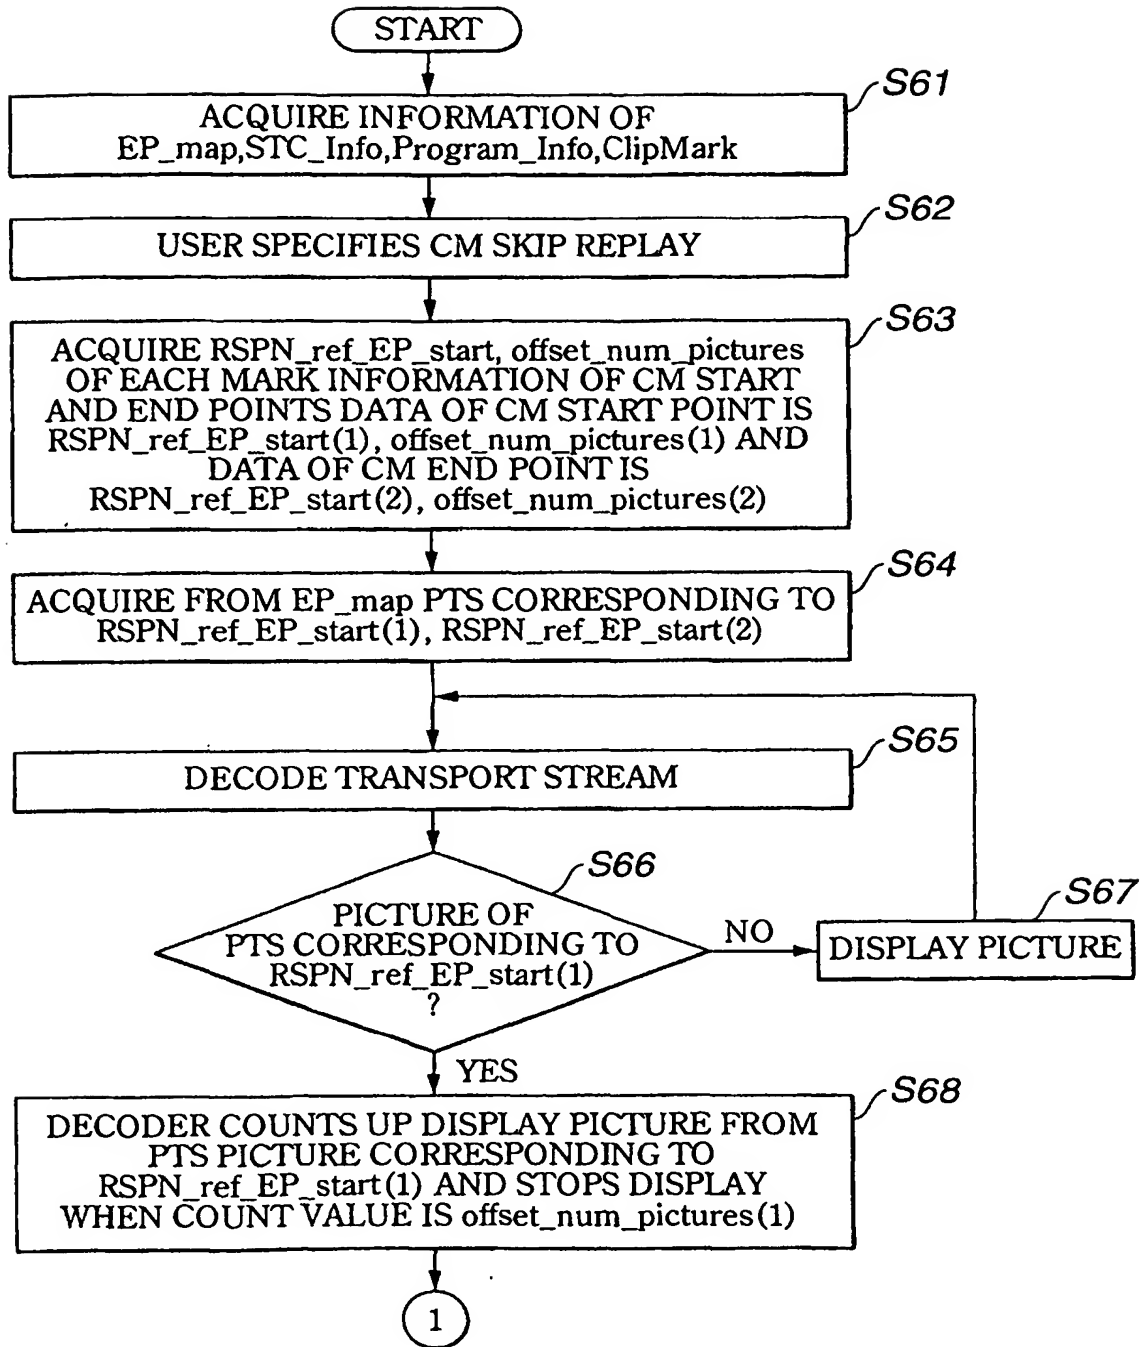 START
S61
ACQUIRE INFORMATION OF
EP_map,STC_Info,Program_Info,ClipMark
S62
USER SPECIFIES CM SKIP REPLAY
S63
ACQUIRE RSPN_ref_EP_start, offset_num_pictures
OF EACH MARK INFORMATION OF CM START
AND END POINTS DATA OF CM START POINT IS
RSPN_ref_EP_start(1), offset_num_pictures(1) AND
DATA OF CM END POINT IS
RSPN_ref_EP_start(2), offset_num_pictures(2)
S64
ACQUIRE FROM EP_map PTS CORRESPONDING TO
RSPN_ref_EP_start(1), RSPN_ref_EP_start(2)
S65
DECODE TRANSPORT STREAM
S66
PICTURE OF
PTS CORRESPONDING TO
RSPN_ref_EP_start(1)
?
NO
S67
DISPLAY PICTURE
YES
S68
DECODER COUNTS UP DISPLAY PICTURE FROM
PTS PICTURE CORRESPONDING TO
RSPN_ref_EP_start(1) AND STOPS DISPLAY
WHEN COUNT VALUE IS offset_num_pictures(1)
1